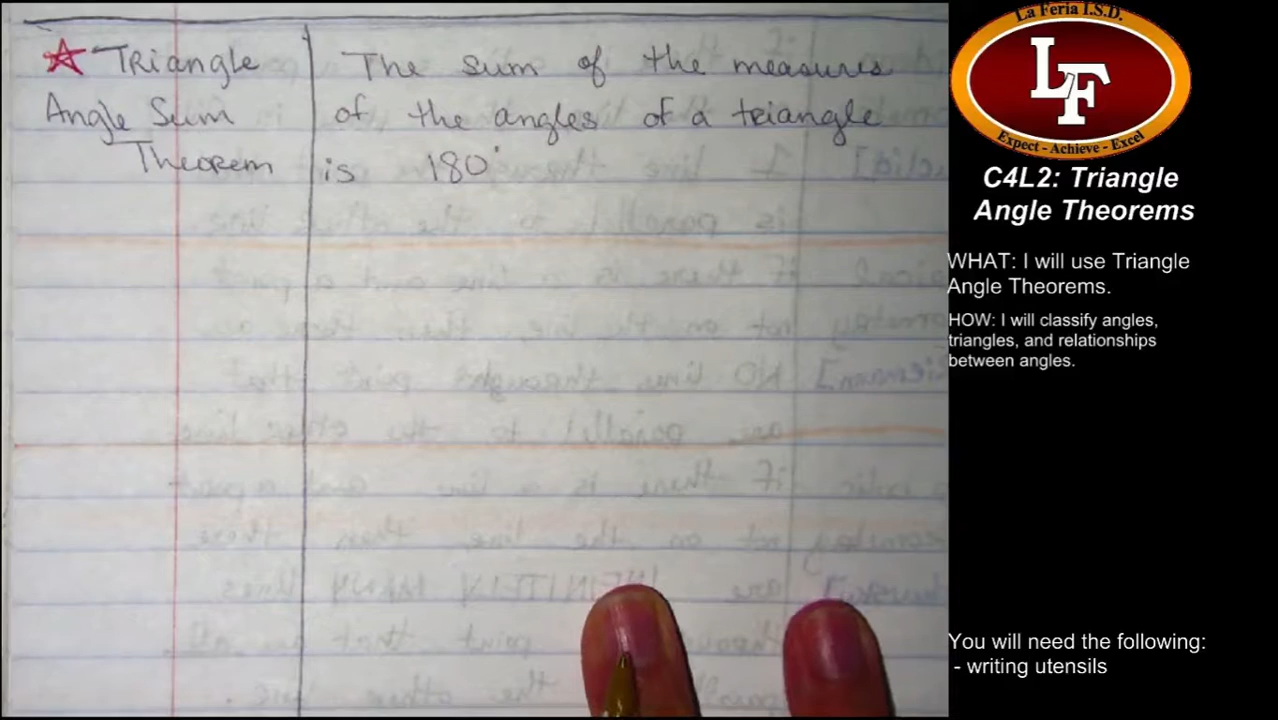 Triangle
Angle Sum
Theorem
The sum of the measures
of the angles of a triangle
is 180°
La Feria I.S.D.
LF
Expect - Achieve - Excel
C4L2: Triangle
Angle Theorems
WHAT: I will use Triangle
Angle Theorems.
HOW: I will classify angles,
triangles, and relationships
between angles.
You will need the following:
- writing utensils